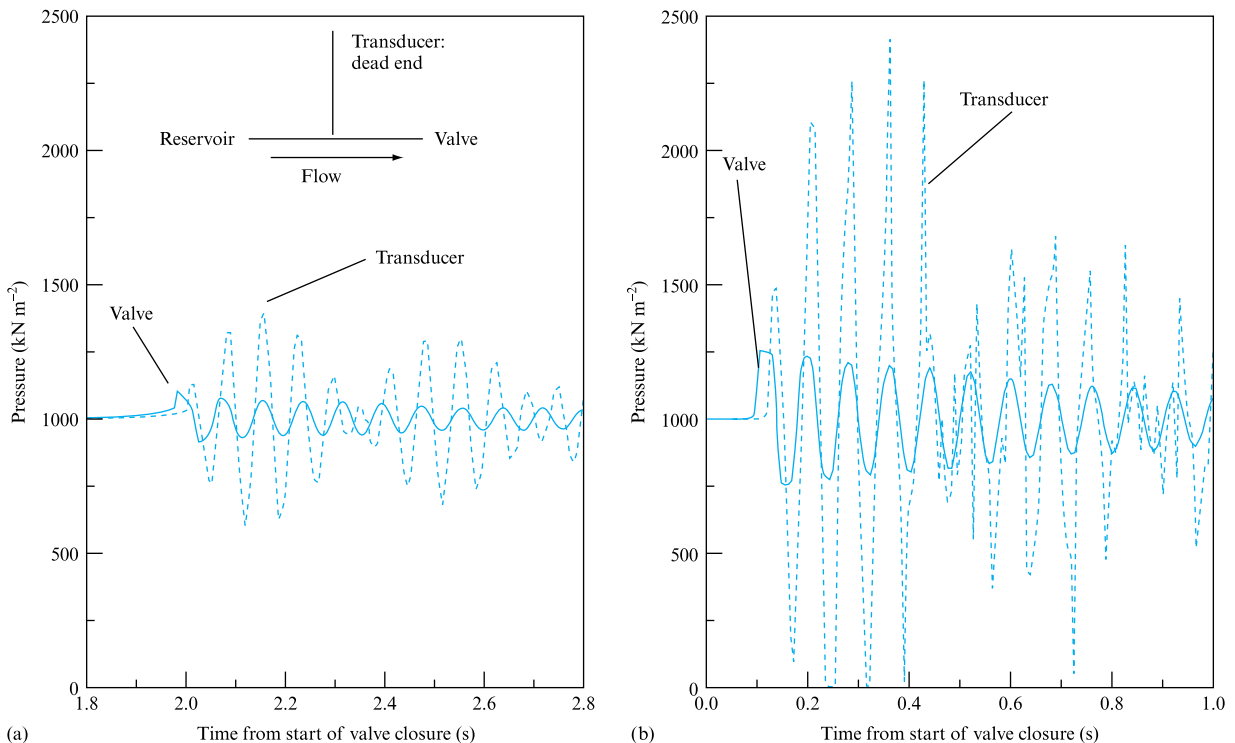 2500
2000
1500
1000
500
0
Pressure (kN m−2)
Transducer:
dead end
Reservoir
Valve
Flow
Transducer
Valve
1.8
2.0
2.2
2.4
2.6
2.8
(a)
Time from start of valve closure (s)
2500
2000
1500
1000
500
0
Pressure (kN m−2)
Transducer
Valve
0.0
0.2
0.4
0.6
0.8
1.0
(b)
Time from start of valve closure (s)